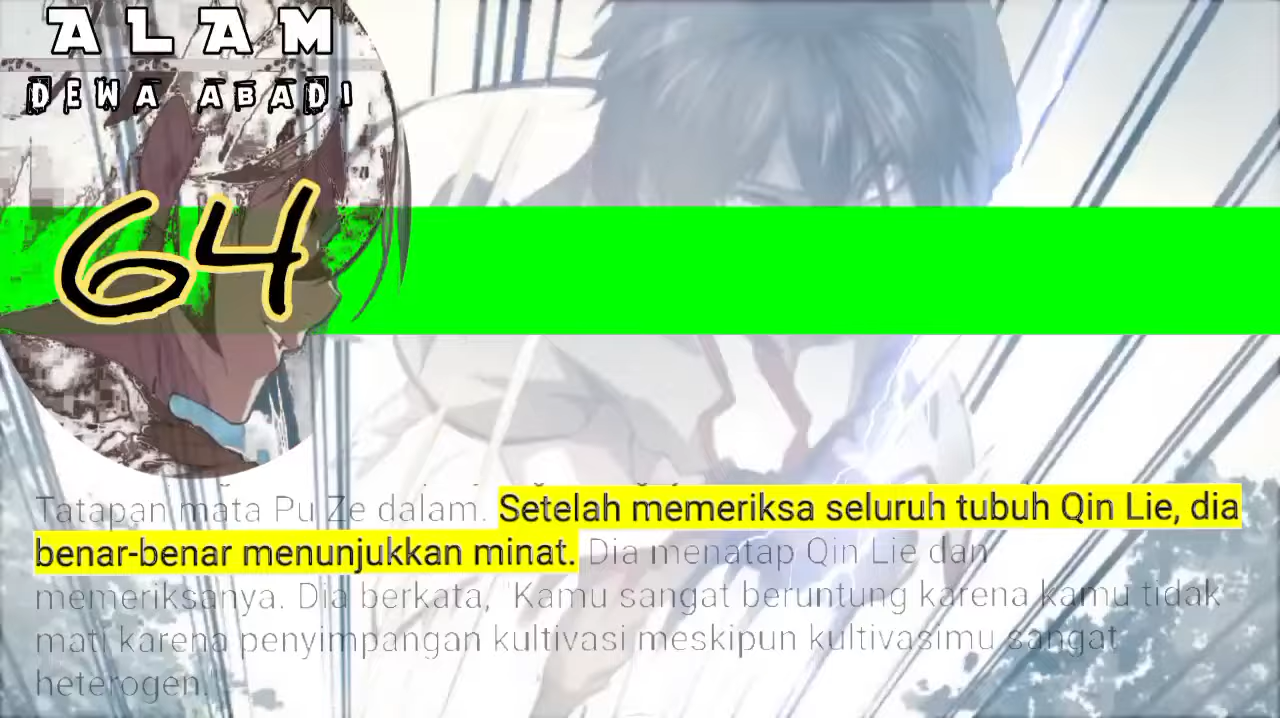 ALAM
DEWA ABADI
64
Tatapan mata Pu Ze dalam. Setelah memeriksa seluruh tubuh Qin Lie, dia
benar-benar menunjukkan minat. Dia menatap Qin Lie dan
memeriksanya. Dia berkata, "Kamu sangat beruntung karena kamu tidak
mati karena penyimpangan kultivasi meskipun kultivasimu sangat
heterogen."